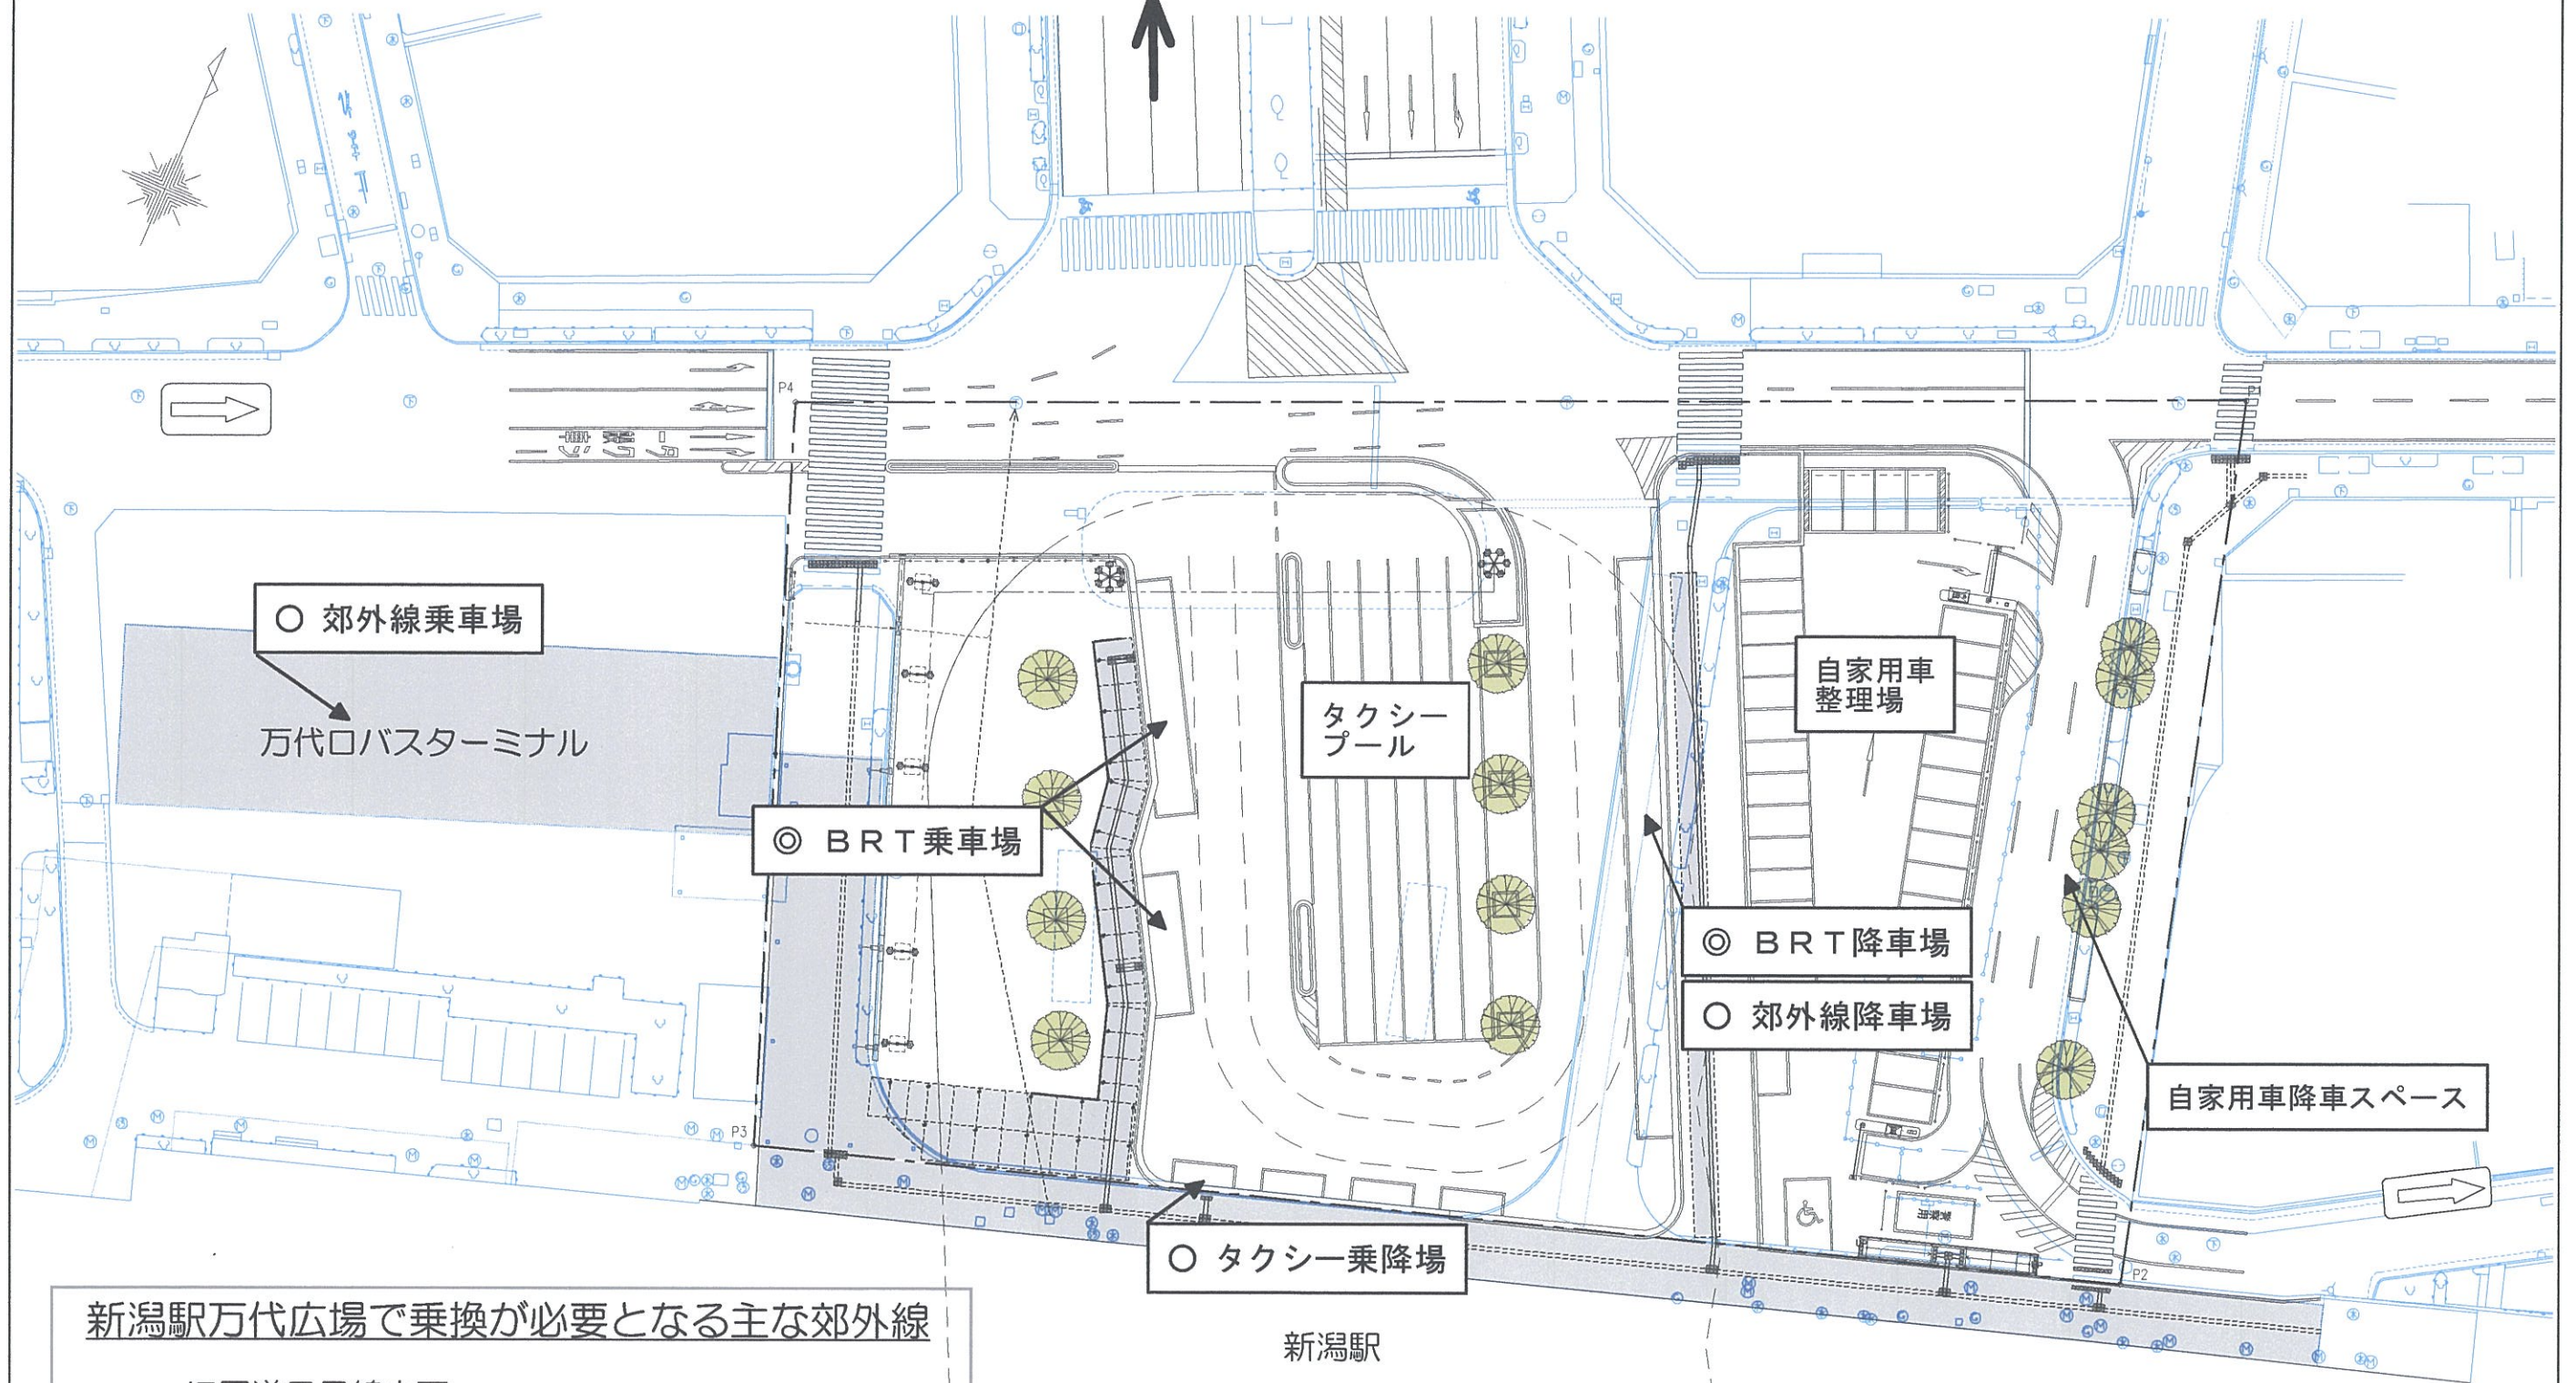 P4
○ 郊外線乗車場
万代口バスターミナル
タクシー
プール
自家用車
整理場
◎ BRT乗車場
◎ BRT降車場
○ 郊外線降車場
自家用車降車スペース
P3
○ タクシー乗降場
P2
新潟駅
新潟駅万代広場で乗換が必要となる主な郊外線